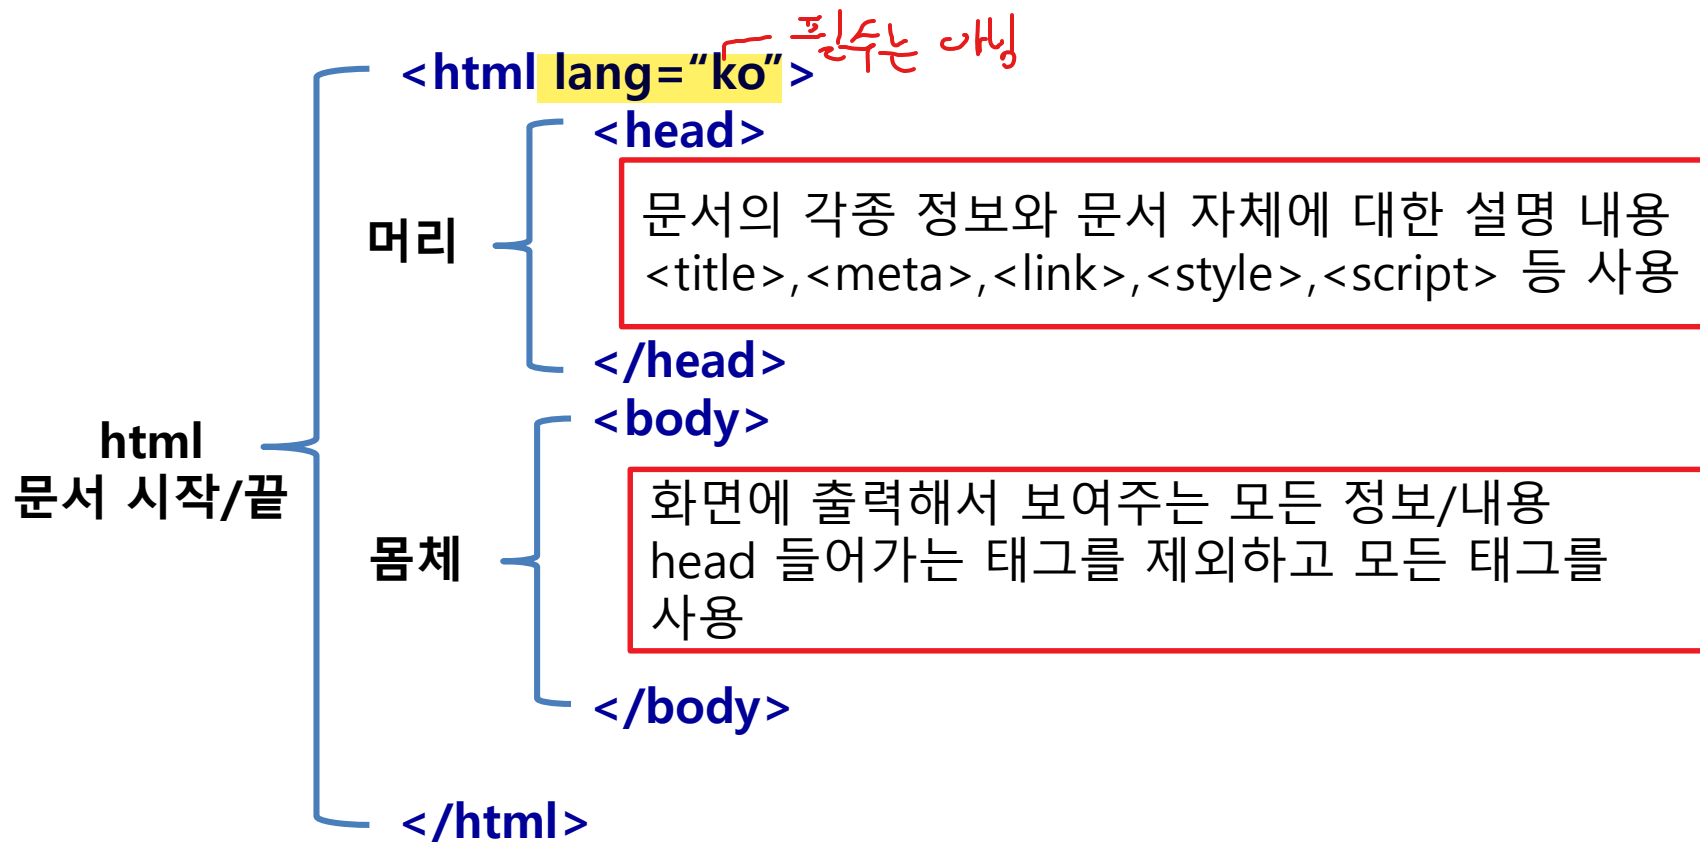 필수는 아님
<html lang=“ko”>
<head>
머리
문서의 각종 정보와 문서 자체에 대한 설명 내용
<title>,<meta>,<link>,<style>,<script> 등 사용
</head>
<body>
html
문서 시작/끝
몸체
화면에 출력해서 보여주는 모든 정보/내용
head 들어가는 태그를 제외하고 모든 태그를
사용
</body>
</html>